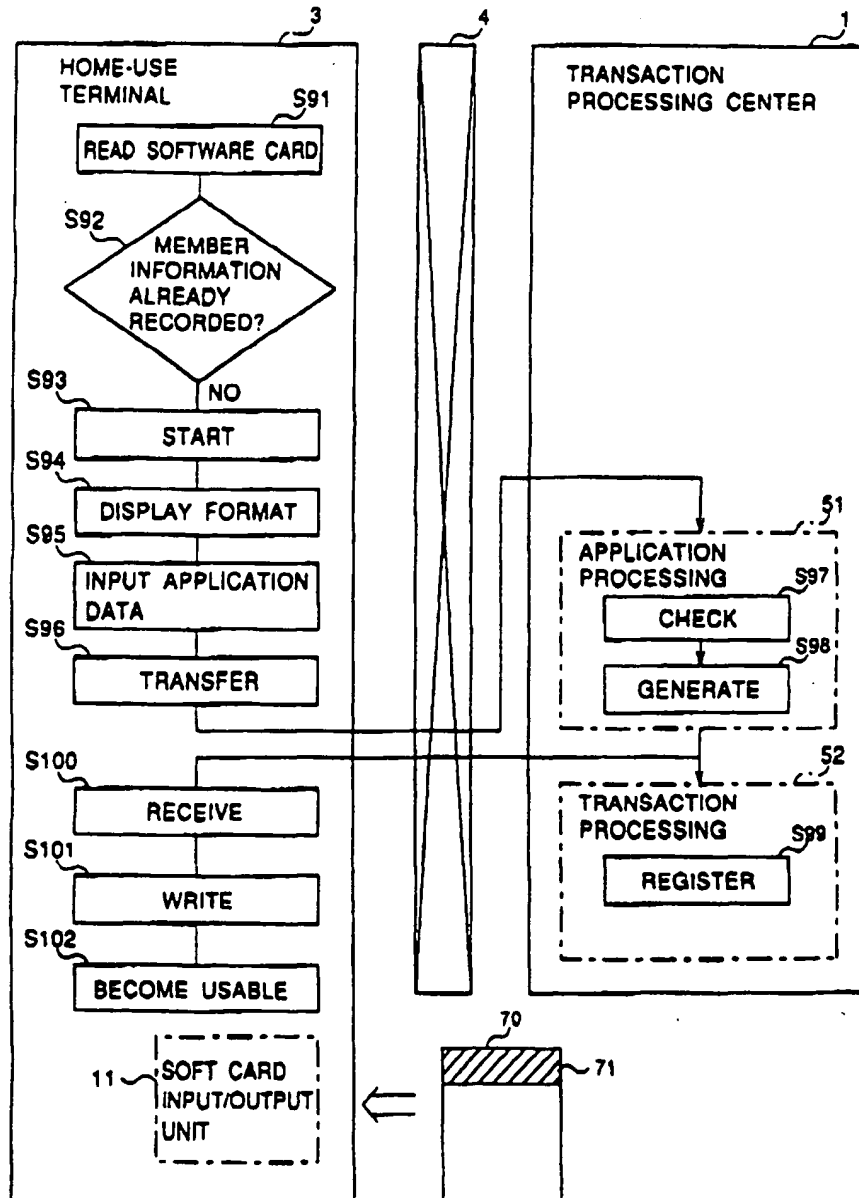 3
4
1
HOME-USE
TERMINAL
TRANSACTION
PROCESSING CENTER
S91
READ SOFTWARE CARD
S92
MEMBER
INFORMATION
ALREADY
RECORDED?
NO
S93
START
S94
DISPLAY FORMAT
S95
INPUT APPLICATION
DATA
S96
TRANSFER
51
APPLICATION
PROCESSING
S97
CHECK
S98
GENERATE
S100
RECEIVE
S101
WRITE
S102
BECOME USABLE
52
TRANSACTION
PROCESSING
S99
REGISTER
11
SOFT CARD
INPUT/OUTPUT
UNIT
70
71